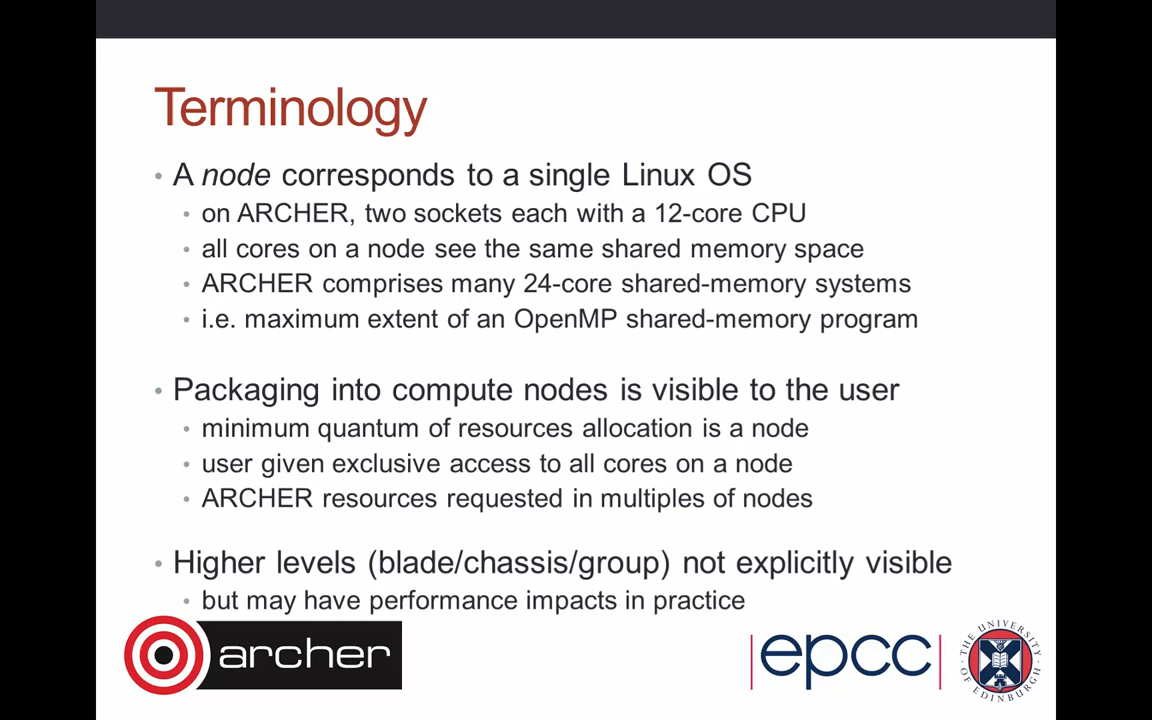 Terminology
• A node corresponds to a single Linux OS
• on ARCHER, two sockets each with a 12-core CPU
• all cores on a node see the same shared memory space
• ARCHER comprises many 24-core shared-memory systems
• i.e. maximum extent of an OpenMP shared-memory program
• Packaging into compute nodes is visible to the user
• minimum quantum of resources allocation is a node
• user given exclusive access to all cores on a node
• ARCHER resources requested in multiples of nodes
• Higher levels (blade/chassis/group) not explicitly visible
• but may have performance impacts in practice
archer
epcc
THE UNIVERSITY OF EDINBURGH